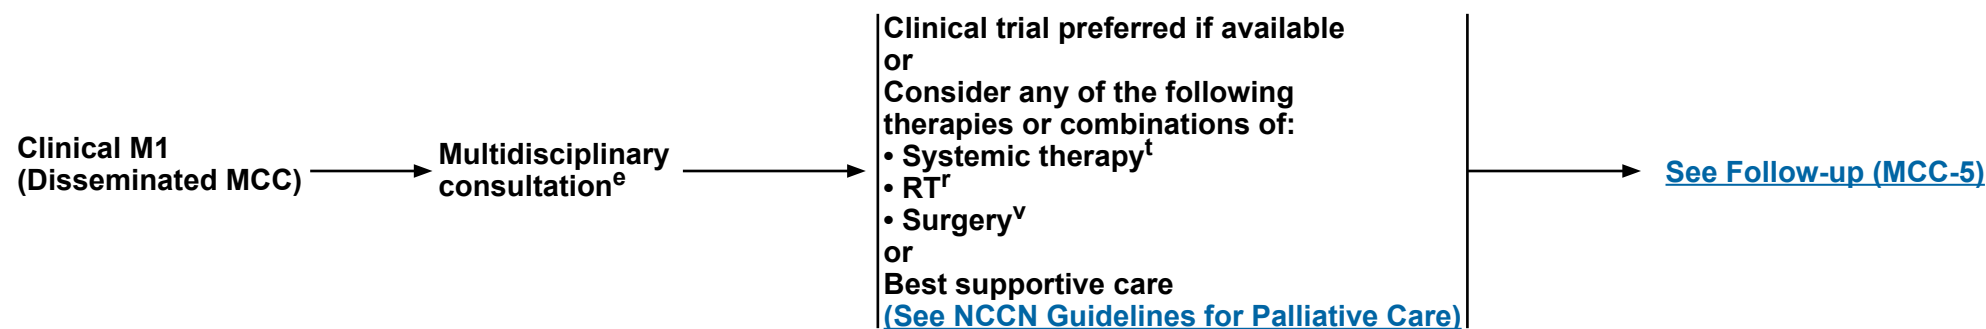 Clinical M1
(Disseminated MCC)
Multidisciplinary
consultatione
Clinical trial preferred if available
or
Consider any of the following
therapies or combinations of:
• Systemic therapyt
• RTr
• Surgeryv
or
Best supportive care
(See NCCN Guidelines for Palliative Care)
See Follow-up (MCC-5)